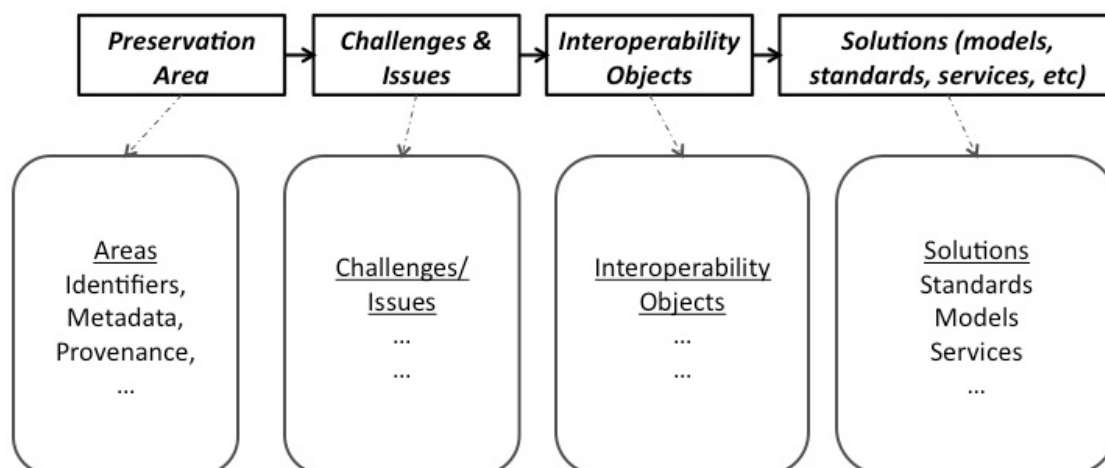 Preservation
Area
Challenges &
Issues
Interoperability
Objects
Solutions (models,
standards, services, etc)
Areas
Identifiers,
Metadata,
Provenance,
...
Challenges/
Issues
...
...
Interoperability
Objects
...
...
Solutions
Standards
Models
Services
...